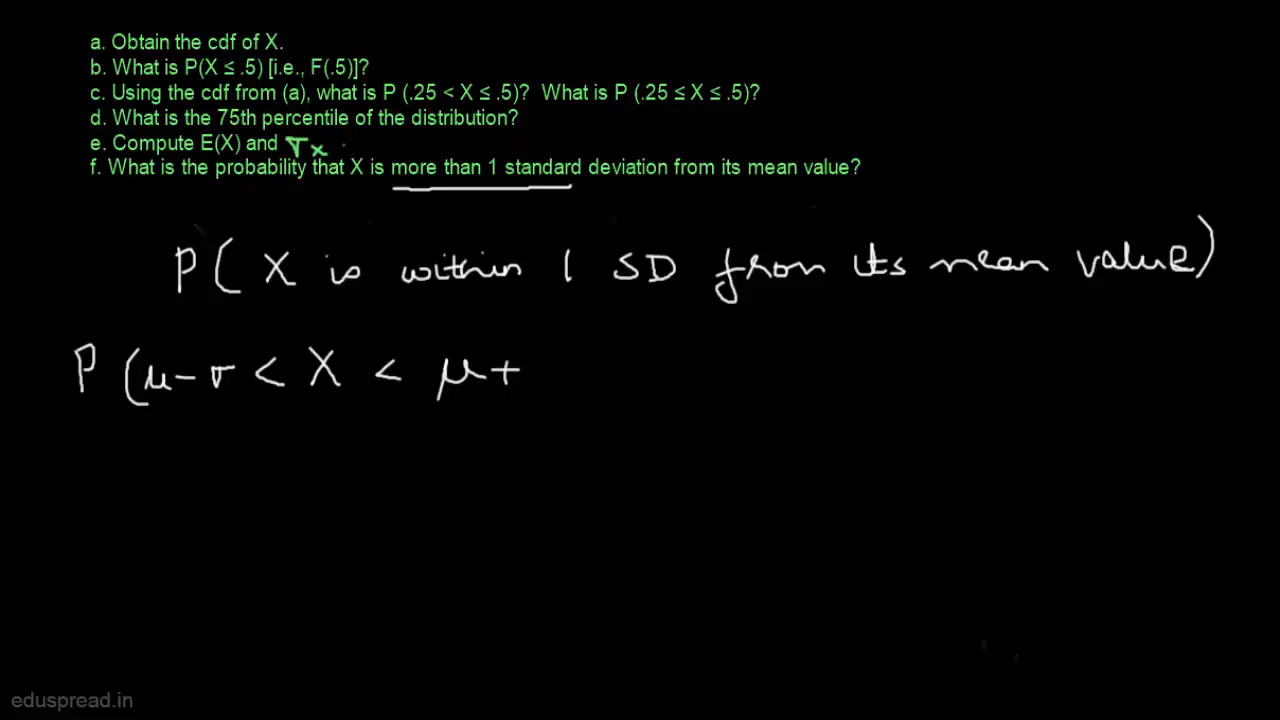 a. Obtain the cdf of X.
b. What is P(X ≤ .5) [i.e., F(.5)]?
c. Using the cdf from (a), what is P (.25 < X ≤ .5)? What is P (.25 ≤ X ≤ .5)?
d. What is the 75th percentile of the distribution?
e. Compute E(X) and σx
f. What is the probability that X is more than 1 standard deviation from its mean value?
P( X is within 1 SD from its mean value)
P (μ-σ < X < μ+
eduspread.in